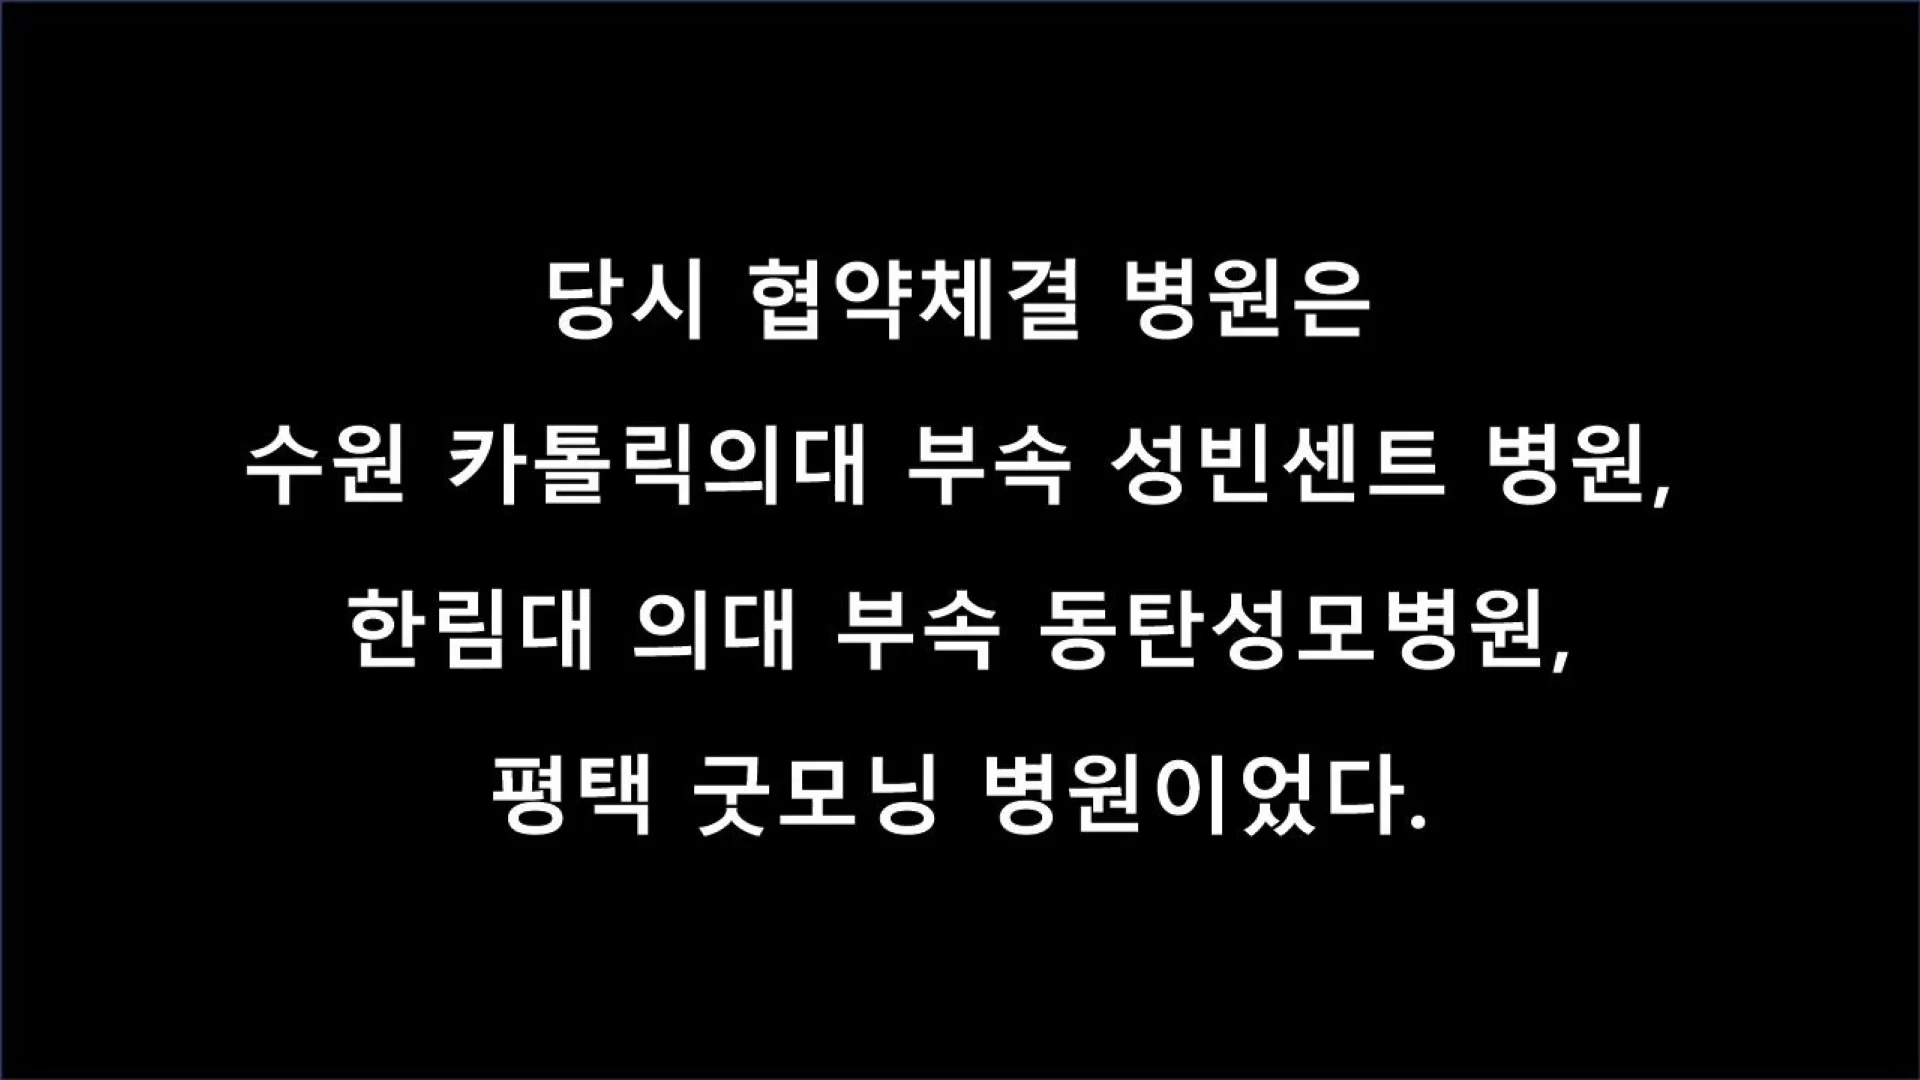 당시 협약체결 병원은
수원 카톨릭의대 부속 성빈센트 병원,
한림대 의대 부속 동탄성모병원,
평택 굿모닝 병원이었다.